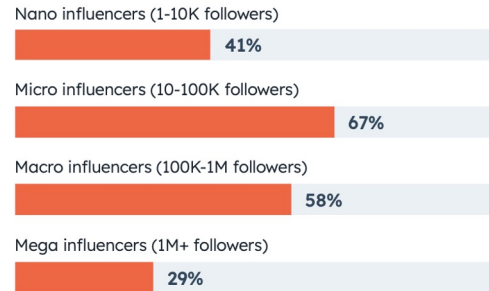 Nano influencers (1-10K followers)
41%
Micro influencers (10-100K followers)
67%
Macro influencers (100K-1M followers)
58%
Mega influencers (1M+ followers)
29%